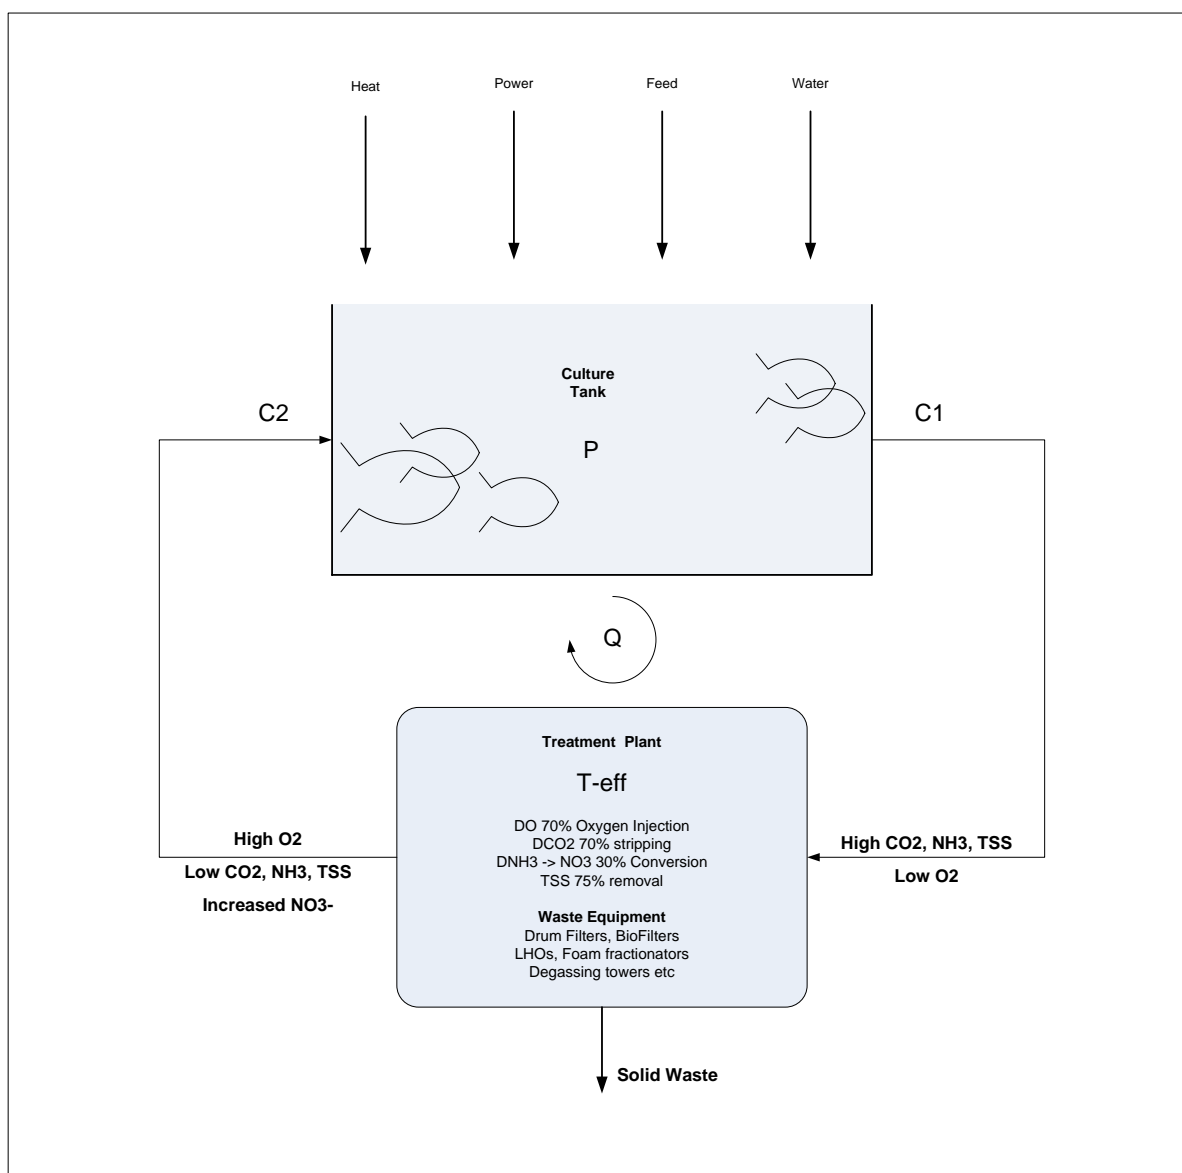 Heat
Power
Feed
Water
Culture
Tank
C2
C1
P
Q
Treatment Plant
T-eff
DO 70% Oxygen Injection
DCO2 70% stripping
DNH3 -> NO3 30% Conversion
TSS 75% removal
High O2
Low CO2, NH3, TSS
Increased NO3-
High CO2, NH3, TSS
Low O2
Waste Equipment
Drum Filters, BioFilters
LHOs, Foam fractionators
Degassing towers etc
Solid Waste